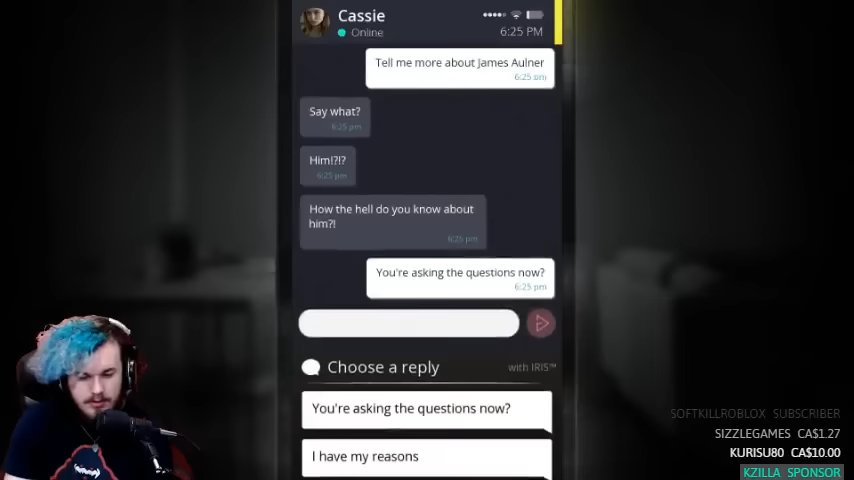 Cassie
Online
6:25 PM
Tell me more about James Aulner
6:25 pm
Say what?
6:25 pm
Him!?!?
6:25 pm
How the hell do you know about
him?!
6:25 pm
You're asking the questions now?
6:25 pm
Choose a reply
with IRIS™
You're asking the questions now?
I have my reasons
SOFTKILLROBLOX SUBSCRIBER
SIZZLEGAMES CA$1.27
KURISU80 CA$10.00
KZILLA SPONSOR